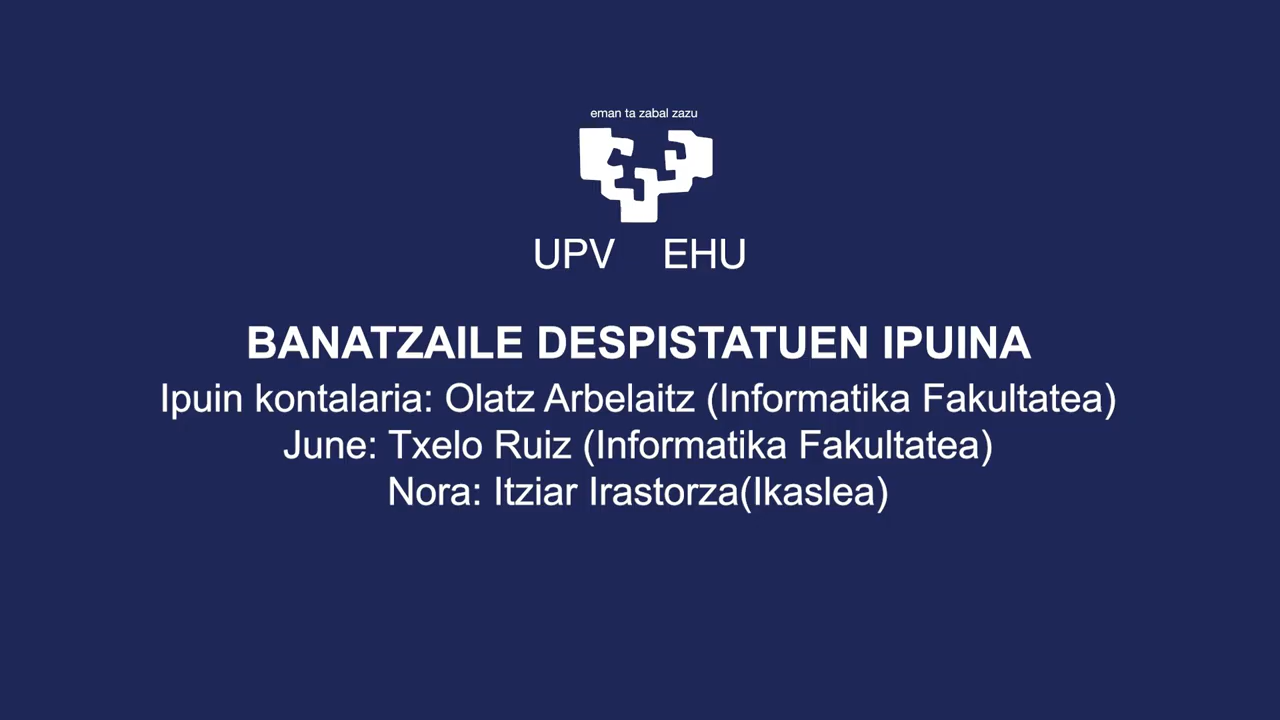 eman ta zabal zazu
UPV EHU
BANATZAILE DESPISTATUEN IPUINA
Ipuin kontalaria: Olatz Arbelaitz (Informatika Fakultatea)
June: Txelo Ruiz (Informatika Fakultatea)
Nora: Itziar Irastorza(Ikaslea)